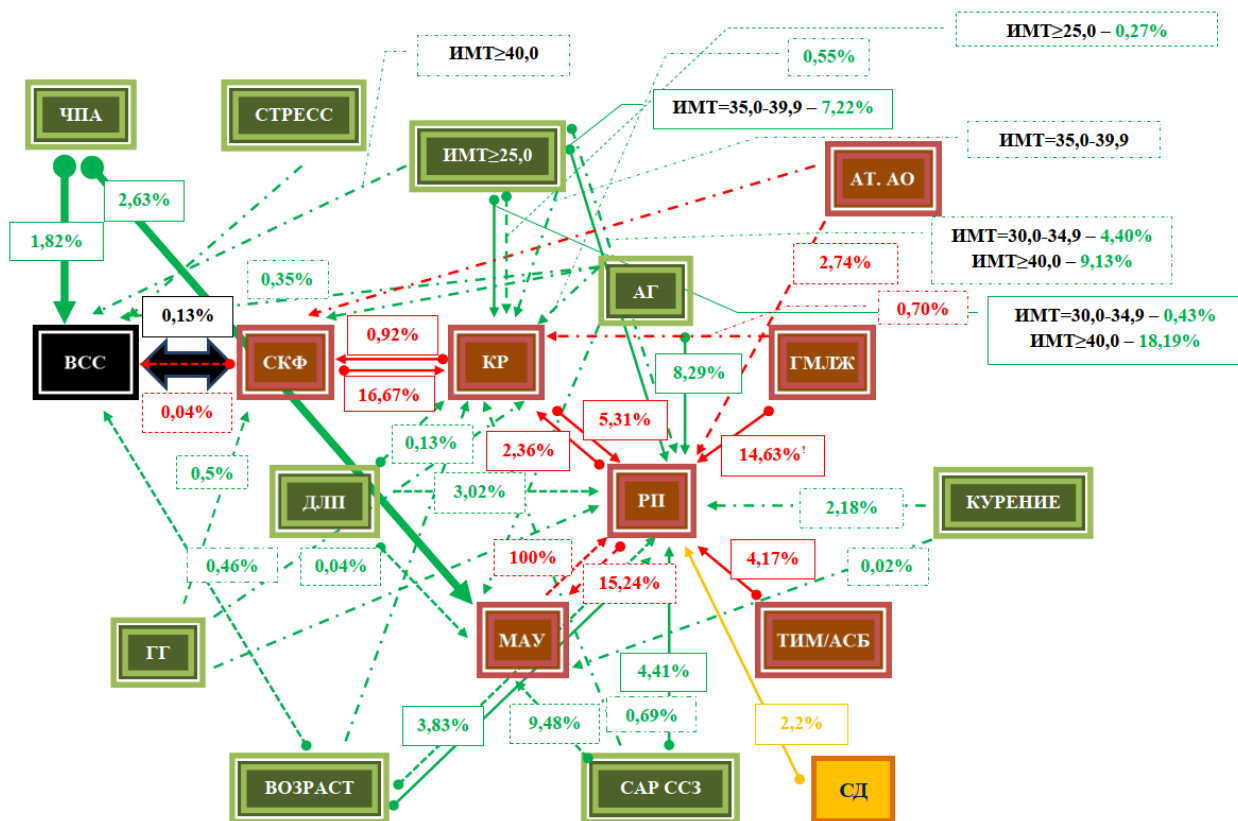 ИМТ≥25,0 – 0,27%
ИМТ≥40,0
0,55%
ЧПА
СТРЕСС
ИМТ=35,0-39,9 – 7,22%
ИМТ≥25,0
ИМТ=35,0-39,9
АТ. АО
2,63%
1,82%
ИМТ=30,0-34,9 – 4,40%
ИМТ≥40,0 – 9,13%
2,74%
0,35%
АГ
0,13%
0,70%
ИМТ=30,0-34,9 – 0,43%
ИМТ≥40,0 – 18,19%
0,92%
ВСС
СКФ
КР
ГМЛЖ
8,29%
16,67%
0,04%
5,31%
0,13%
2,36%
14,63%!
0,5%
3,02%
ДЛП
РП
КУРЕНИЕ
2,18%
0,46%
0,04%
100%
15,24%
4,17%
0,02%
ГГ
МАУ
ТИМ/АСБ
4,41%
3,83%
9,48%
0,69%
2,2%
ВОЗРАСТ
САР ССЗ
СД